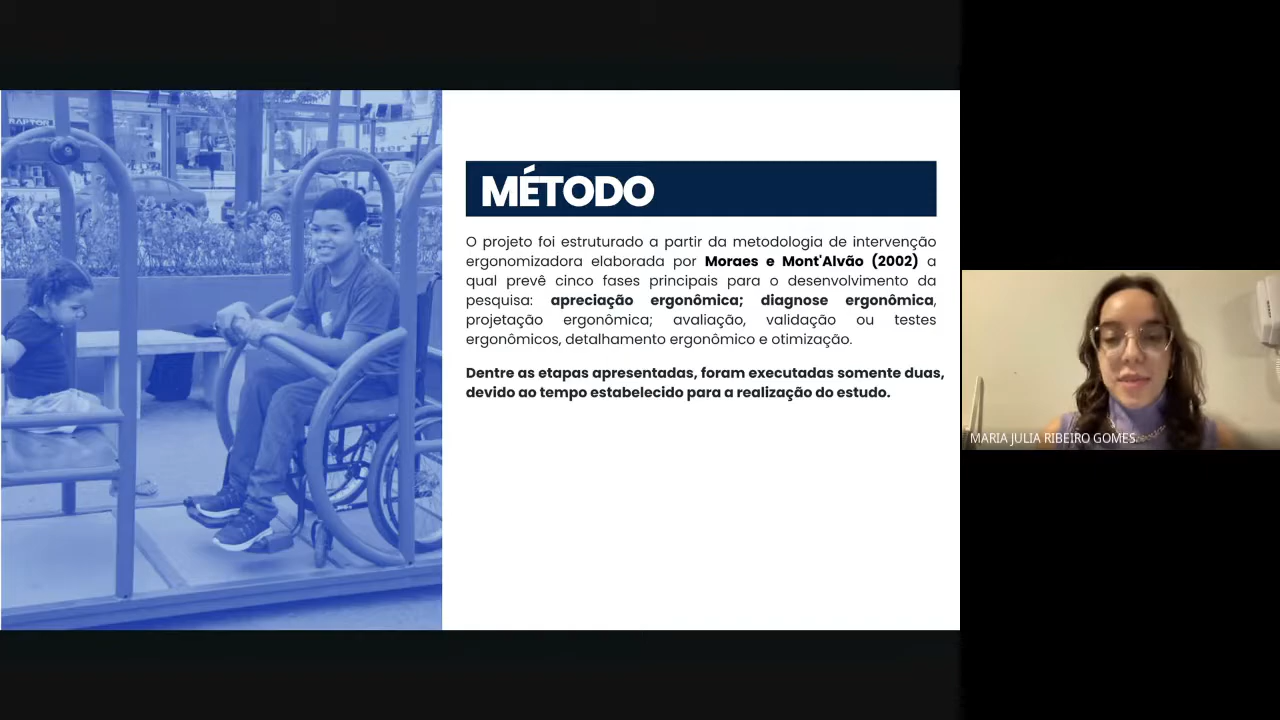 RAPTOR
MÉTODO
O projeto foi estruturado a partir da metodologia de intervenção
ergonomizadora elaborada por Moraes e Mont'Alvão (2002) a
qual prevê cinco fases principais para o desenvolvimento da
pesquisa: apreciação ergonômica; diagnose ergonômica,
projetação ergonômica; avaliação, validação ou testes
ergonômicos, detalhamento ergonômico e otimização.
Dentre as etapas apresentadas, foram executadas somente duas,
devido ao tempo estabelecido para a realização do estudo.
MARIA JULIA RIBEIRO GOMES.